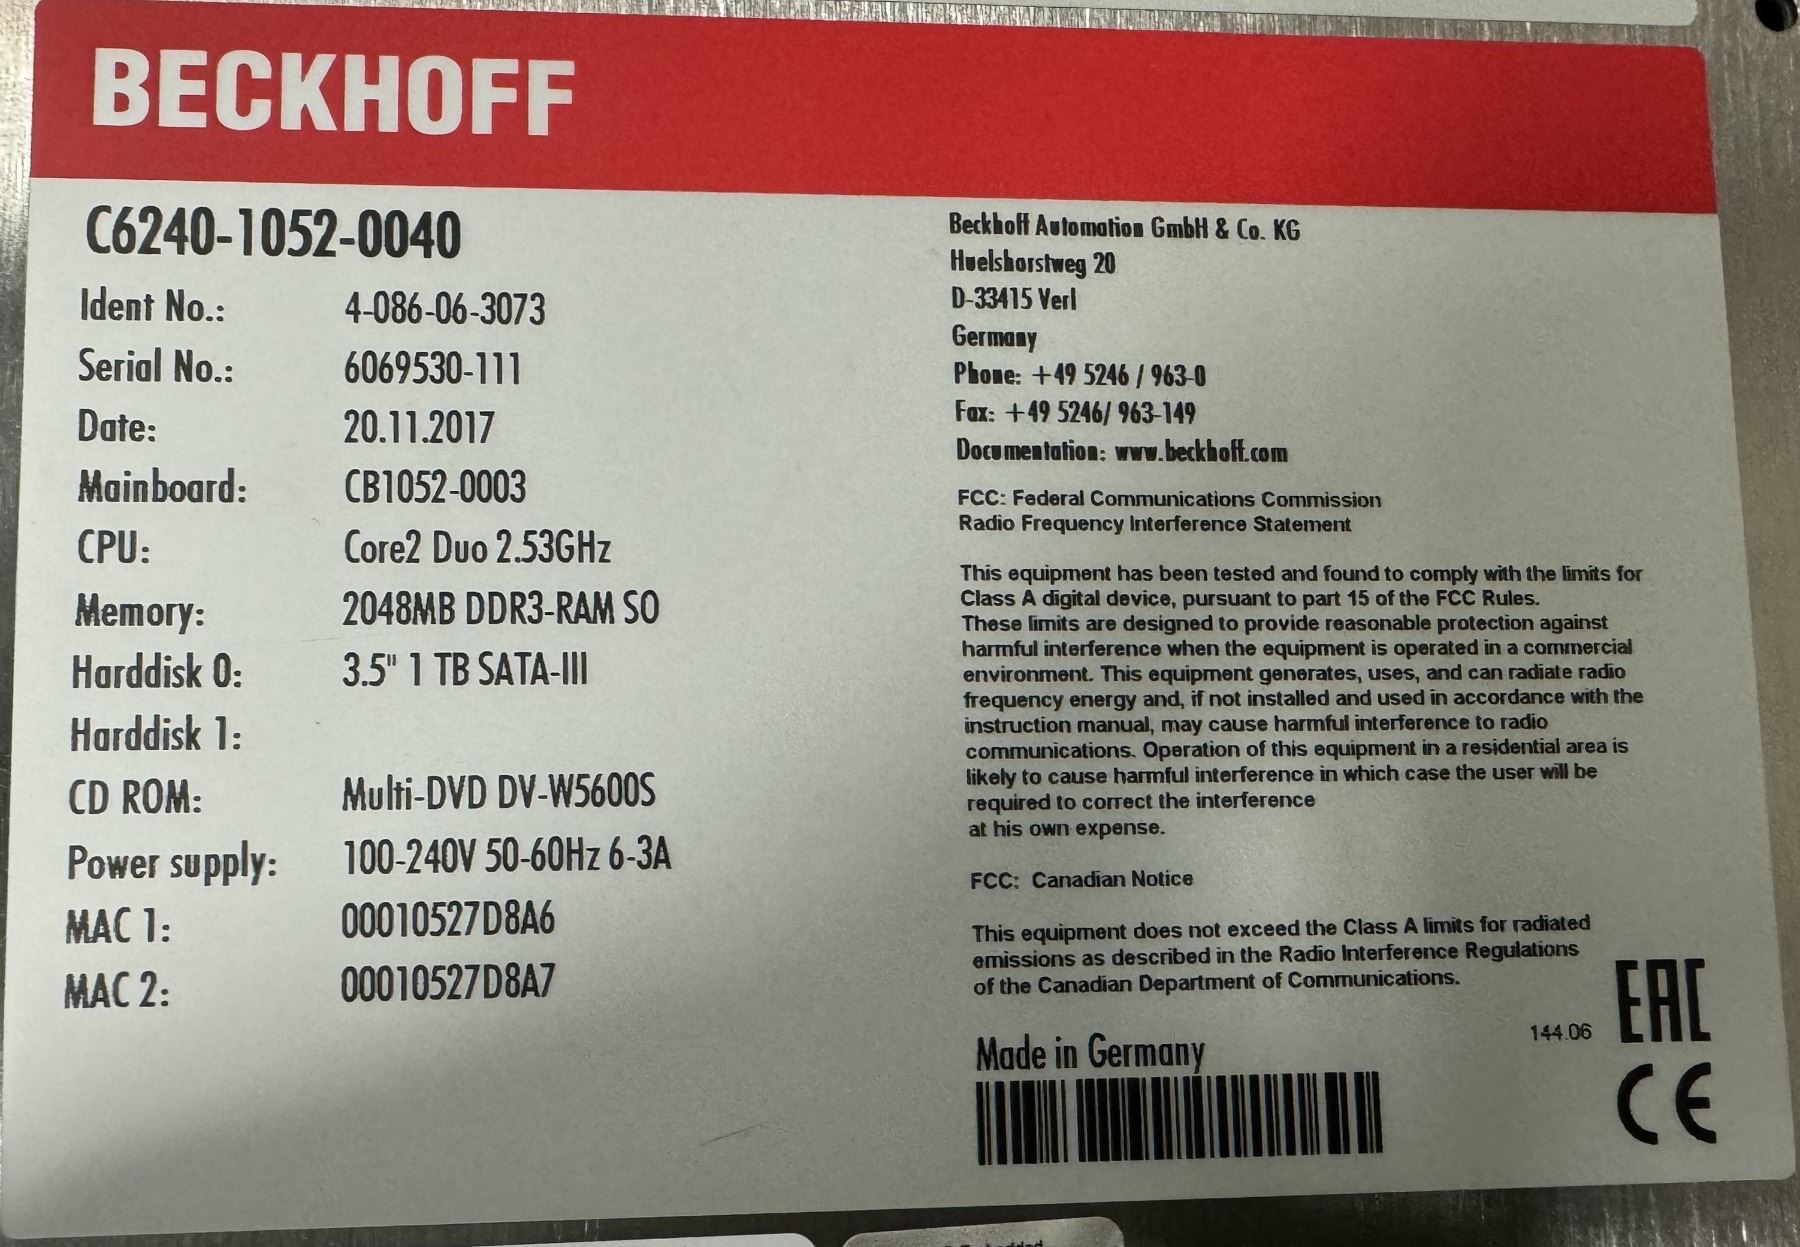 BECKHOFF
C6240-1052-0040
Ident No.: 4-086-06-3073
Serial No.: 6069530-111
Date: 20.11.2017
Mainboard: CB1052-0003
CPU: Core2 Duo 2.53GHz
Memory: 2048MB DDR3-RAM SO
Harddisk 0: 3.5" 1 TB SATA-III
Harddisk 1:
CD ROM: Multi-DVD DV-W5600S
Power supply: 100-240V 50-60Hz 6-3A
MAC 1: 00010527D8A6
MAC 2: 00010527D8A7
Beckhoff Automation GmbH & Co. KG
Huelshorstweg 20
D-33415 Verl
Germany
Phone: +49 5246 / 963-0
Fax: +49 5246/ 963-149
Documentation: www.beckhoff.com
FCC: Federal Communications Commission
Radio Frequency Interference Statement
This equipment has been tested and found to comply with the limits for
Class A digital device, pursuant to part 15 of the FCC Rules.
These limits are designed to provide reasonable protection against
harmful interference when the equipment is operated in a commercial
environment. This equipment generates, uses, and can radiate radio
frequency energy and, if not installed and used in accordance with the
instruction manual, may cause harmful interference to radio
communications. Operation of this equipment in a residential area is
likely to cause harmful interference in which case the user will be
required to correct the interference
at his own expense.
FCC: Canadian Notice
This equipment does not exceed the Class A limits for radiated
emissions as described in the Radio Interference Regulations
of the Canadian Department of Communications.
Made in Germany
144.06
EAC
CE